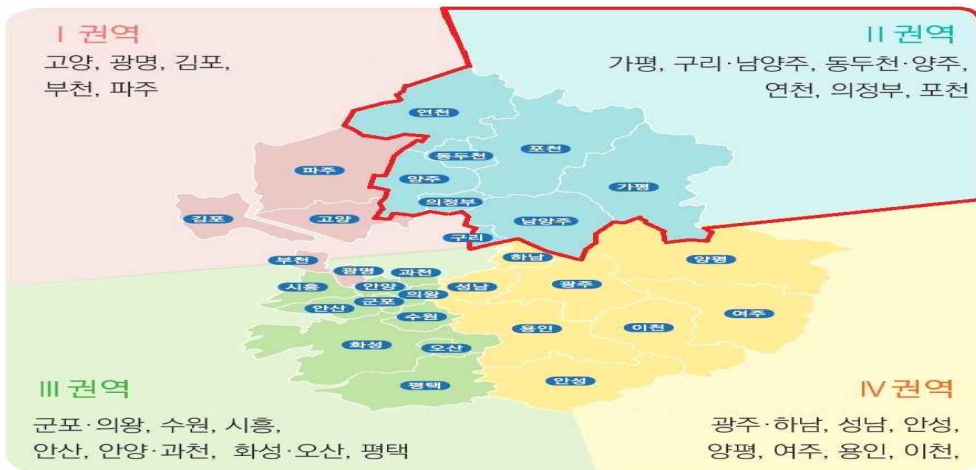 I 권역
고양, 광명, 김포,
부천, 파주
II 권역
가평, 구리·남양주, 동두천·양주,
연천, 의정부, 포천
연천
동두천
포천
파주
양주
가평
의정부
김포
고양
남양주
구리
하남
양평
부천
광명
과천
시흥
안양
의왕
성남
광주
안산
군포
수원
여주
용인
이천
화성
오산
평택
안성
III 권역
군포·의왕, 수원, 시흥,
안산, 안양·과천, 화성·오산, 평택
IV 권역
광주·하남, 성남, 안성,
양평, 여주, 용인, 이천,